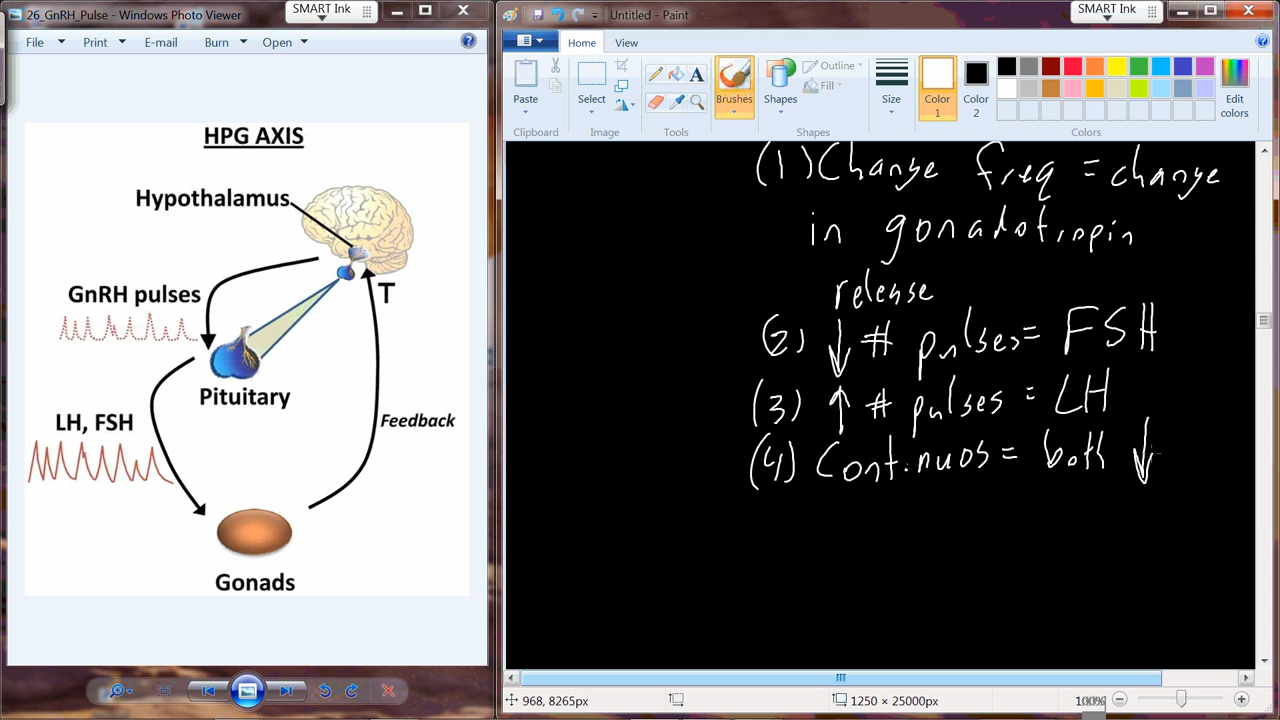 26_GnRH_Pulse - Windows Photo Viewer
SMART Ink
File Print E-mail Burn Open
HPG AXIS
Hypothalamus
T
GnRH pulses
Pituitary
LH, FSH
Feedback
Gonads
Untitled - Paint
SMART Ink
Home View
Paste
Select
A
Brushes
Shapes
Outline
Fill
Size
Color 1
Color 2
Edit colors
Clipboard Image Tools Shapes Colors
(1) Change freq = change
in gonadotropin
release
(2) ↓ # pulses = FSH
(3) ↑ # pulses = LH
(4) Continuos = both ↓
968, 8265px
1250 × 25000px
100%